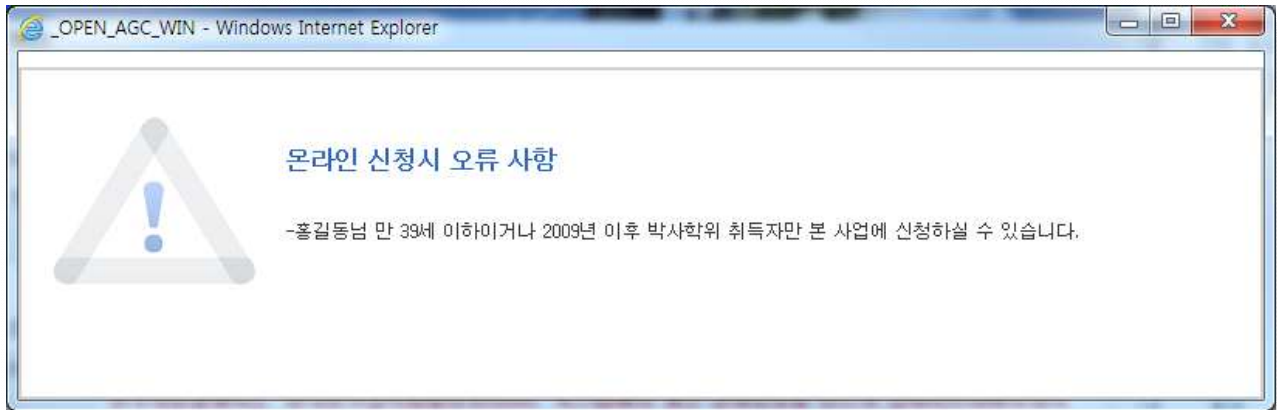 _OPEN_AGC_WIN - Windows Internet Explorer
온라인 신청시 오류 사항
-홍길동님 만 39세 이하이거나 2009년 이후 박사학위 취득자만 본 사업에 신청하실 수 있습니다.